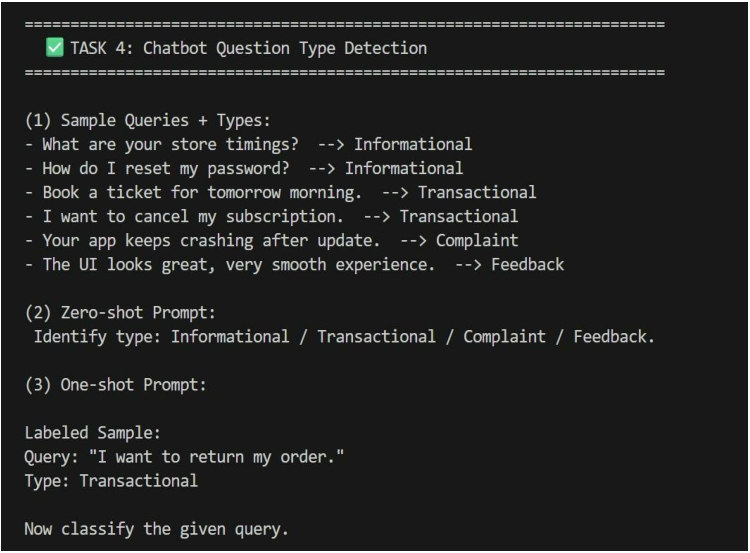 ======================================================================
✅ TASK 4: Chatbot Question Type Detection
======================================================================
(1) Sample Queries + Types:
- What are your store timings?  --> Informational
- How do I reset my password?  --> Informational
- Book a ticket for tomorrow morning.  --> Transactional
- I want to cancel my subscription.  --> Transactional
- Your app keeps crashing after update.  --> Complaint
- The UI looks great, very smooth experience.  --> Feedback
(2) Zero-shot Prompt:
Identify type: Informational / Transactional / Complaint / Feedback.
(3) One-shot Prompt:
Labeled Sample:
Query: "I want to return my order."
Type: Transactional
Now classify the given query.